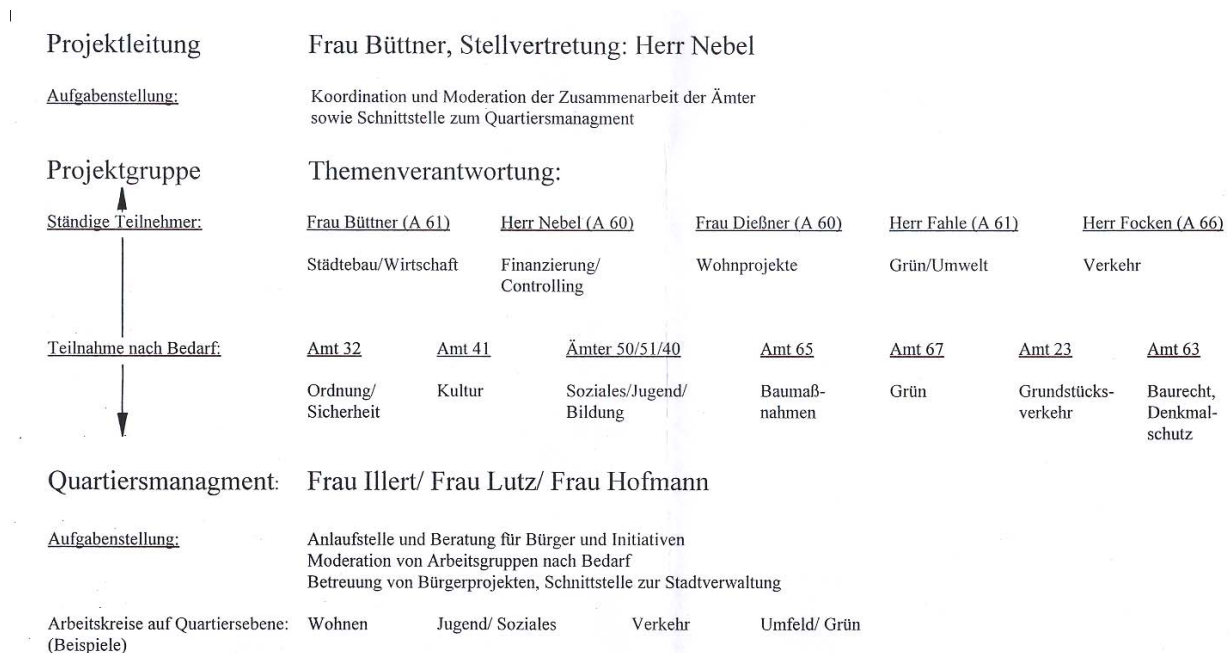 Projektleitung Frau Büttner, Stellvertretung: Herr Nebel
Aufgabenstellung: Koordination und Moderation der Zusammenarbeit der Ämter
sowie Schnittstelle zum Quartiersmanagment
Projektgruppe Themenverantwortung:
Ständige Teilnehmer: Frau Büttner (A 61) Herr Nebel (A 60) Frau Dießner (A 60) Herr Fahle (A 61) Herr Focken (A 66)
Städtebau/Wirtschaft Finanzierung/ Wohnprojekte Grün/Umwelt Verkehr
Controlling
Teilnahme nach Bedarf: Amt 32 Amt 41 Ämter 50/51/40 Amt 65 Amt 67 Amt 23 Amt 63
Ordnung/ Kultur Soziales/Jugend/ Baumaß- Grün Grundstücks- Baurecht,
Sicherheit Bildung nahmen verkehr Denkmal-
schutz
Quartiersmanagment: Frau Illert/ Frau Lutz/ Frau Hofmann
Aufgabenstellung: Anlaufstelle und Beratung für Bürger und Initiativen
Moderation von Arbeitsgruppen nach Bedarf
Betreuung von Bürgerprojekten, Schnittstelle zur Stadtverwaltung
Arbeitskreise auf Quartiersebene: Wohnen Jugend/ Soziales Verkehr Umfeld/ Grün
(Beispiele)